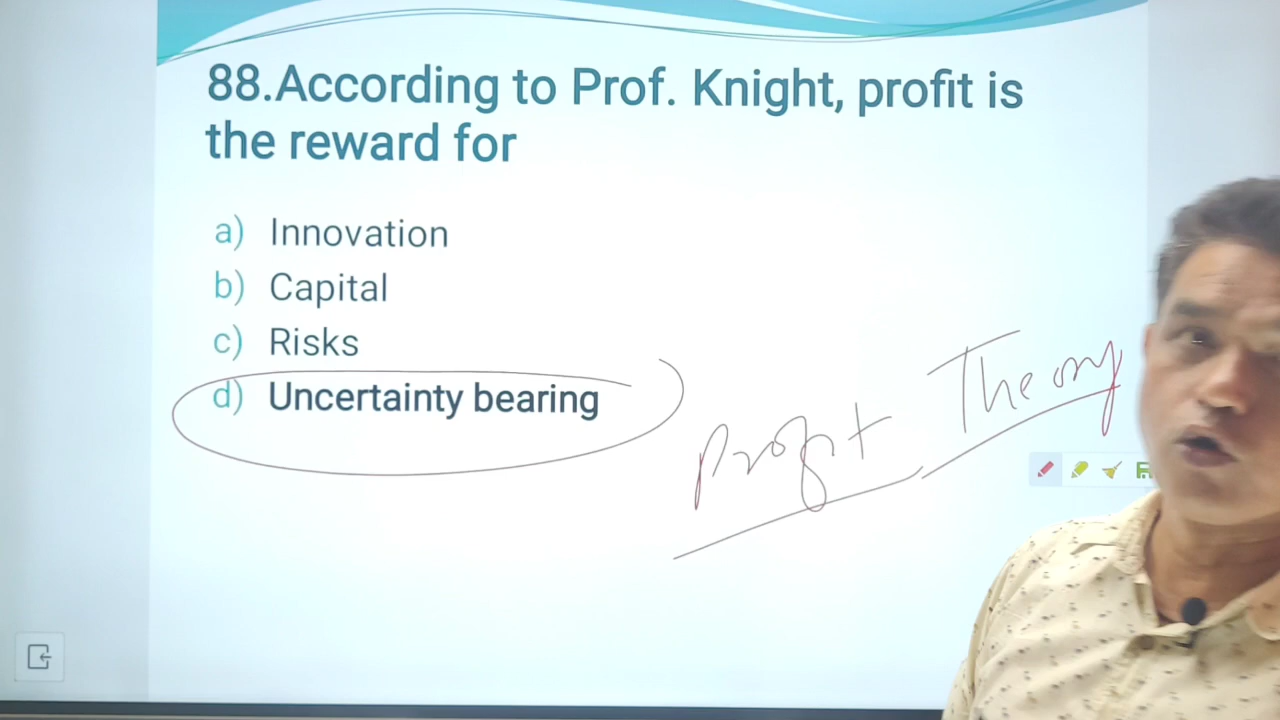 88.According to Prof. Knight, profit is
the reward for
a) Innovation
b) Capital
c) Risks
d) Uncertainty bearing
Profit Theory